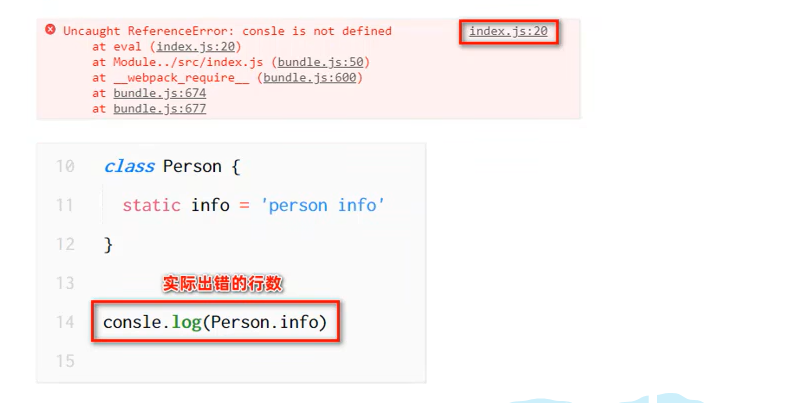 Uncaught ReferenceError: consle is not defined index.js:20
at eval (index.js:20)
at Module../src/index.js (bundle.js:50)
at __webpack_require__ (bundle.js:600)
at bundle.js:674
at bundle.js:677
10 class Person {
11 static info = 'person info'
12 }
13 实际出错的行数
14 consle.log(Person.info)
15